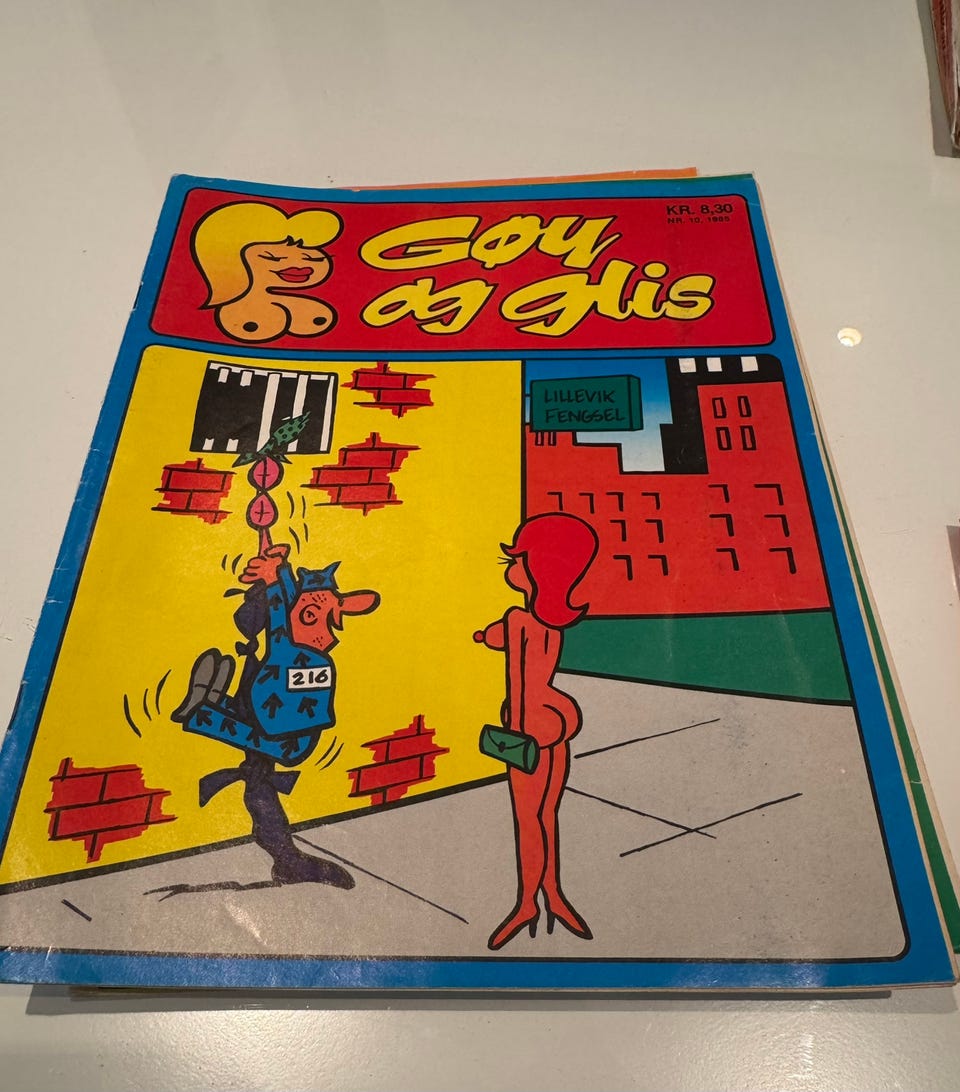 Gøy
og glis
KR. 8,30
NR. 10, 1985
LILLEVIK
FENGSEL
216